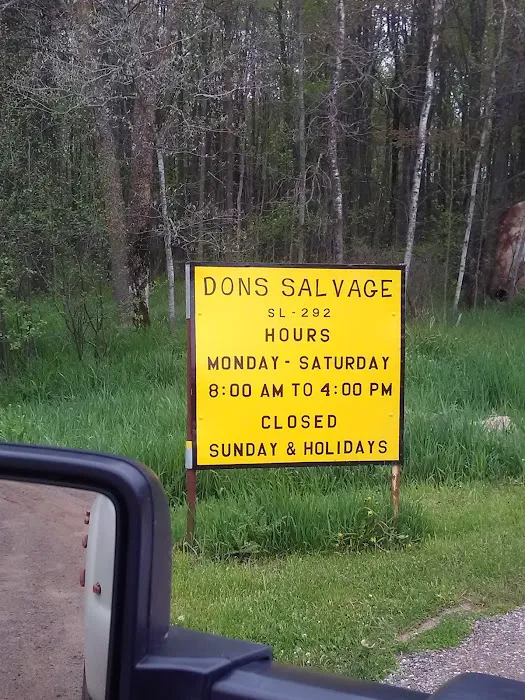 DONS SALVAGE
SL-292
HOURS
MONDAY - SATURDAY
8:00 AM TO 4:00 PM
CLOSED
SUNDAY & HOLIDAYS